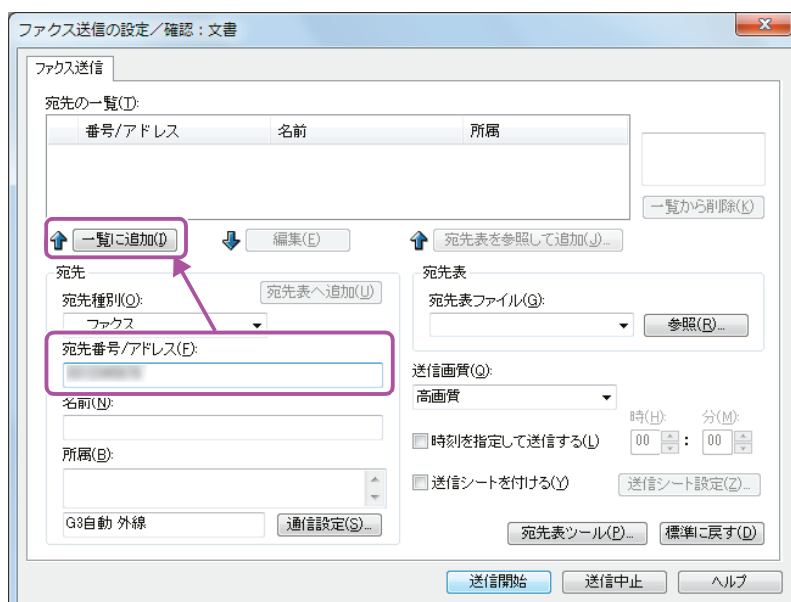 ファクス送信の設定／確認：文書
ファクス送信
宛先の一覧(T):
番号/アドレス 名前 所属
一覧から削除(K)
一覧に追加(I) 編集(E) 宛先表を参照して追加(J)...
宛先
宛先表へ追加(U)
宛先種別(O):
ファクス
宛先番号/アドレス(F):
名前(N):
所属(B):
G3自動 外線 通信設定(S)...
宛先表
宛先表ファイル(G):
参照(R)...
送信画質(Q):
高画質
時(H): 分(M):
時刻を指定して送信する(L) 00 : 00
送信シートを付ける(Y) 送信シート設定(Z)...
宛先表ツール(P)... 標準に戻す(D)
送信開始 送信中止 ヘルプ